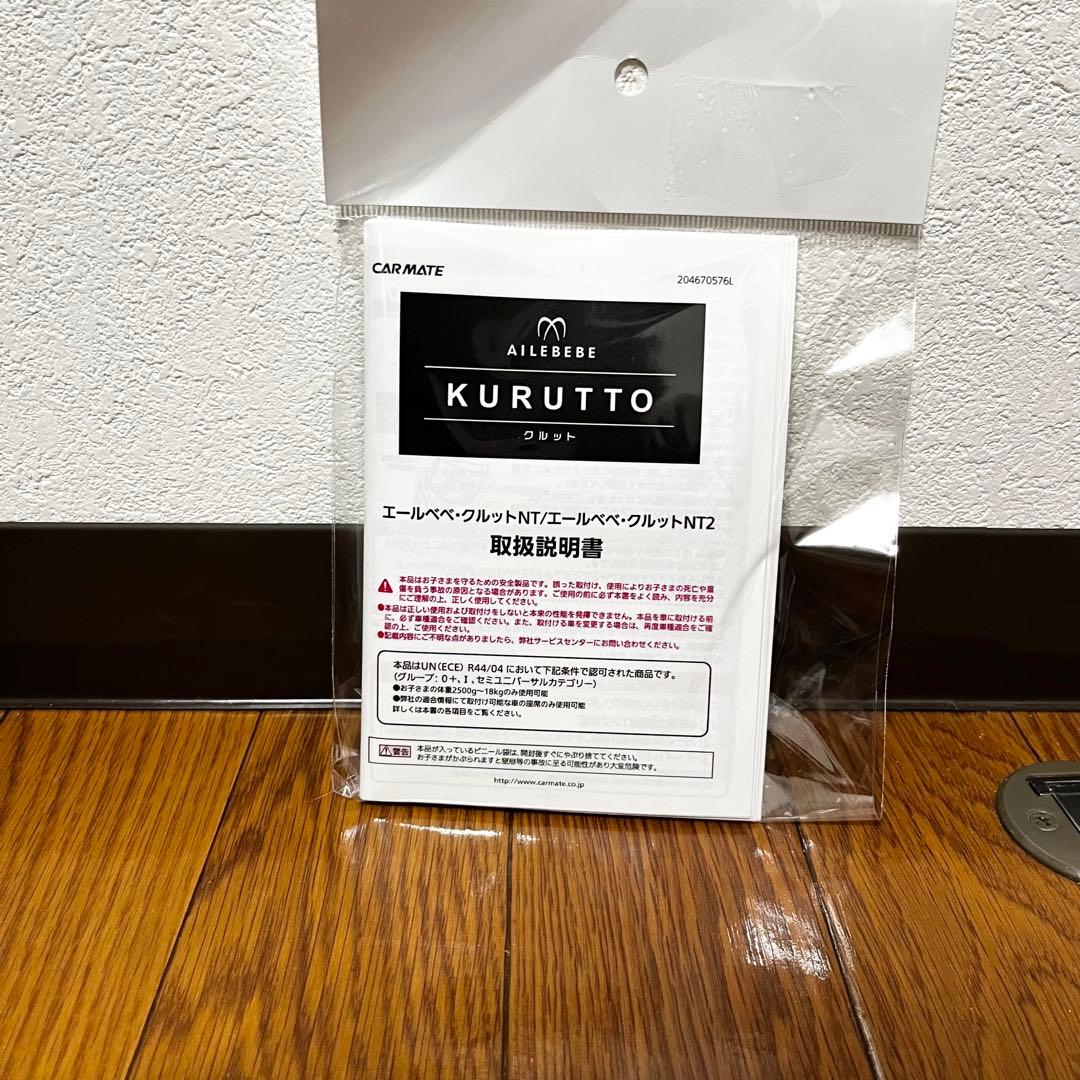 CARMATE
204670576L
AILEBEBE
KURUTTO
クルット
エールベベ・クルットNT/エールベベ・クルットNT2
取扱説明書
本品はお子さまを守るための安全製品です。誤った取付け、使用によりお子さまの死亡や重
傷を負う事故の原因となる場合があります。ご使用の前に必ず本書をよく読み、内容を充分
にご理解の上、正しく使用してください。
●本品は正しい使用および取付けをしないと本来の性能を発揮できません。本品を車に取付ける前
に、必ず車種適合をご確認ください。また、取付ける車を変更する場合は、再度車種適合をご確
認の上、ご使用ください。
●記載内容にご不明な点がありましたら、弊社サービスセンターにお問い合わせください。
本品はUN(ECE) R44/04 において下記条件で認可された商品です。
(グループ: 0+、I、セミユニバーサルカテゴリー)
●お子さまの体重2500g~18kgのみ使用可能
●弊社の適合情報にて取付け可能な車の座席のみ使用可能
詳しくは本書の各項目をご覧ください。
警告
本品が入っているビニール袋は、開封後すぐにやぶり捨ててください。
お子さまがかぶられますと窒息等の事故に至る可能性があり大変危険です。
http://www.carmate.co.jp